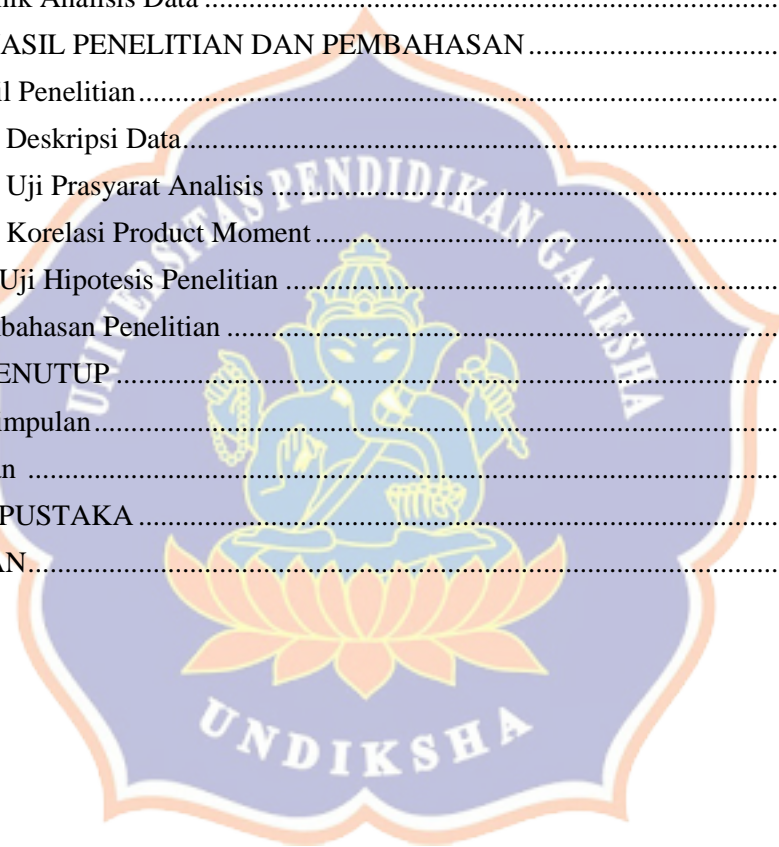 nik Analisis Data ........................................................................
ASIL PENELITIAN DAN PEMBAHASAN ................................
il Penelitian ................................................................................
Deskripsi Data ........................................................................
Uji Prasyarat Analisis ............................................................
Korelasi Product Moment ......................................................
Uji Hipotesis Penelitian .........................................................
bahasan Penelitian ....................................................................
ENUTUP ...................................................................................
impulan ......................................................................................
n .................................................................................................
PUSTAKA ................................................................................
AN ..............................................................................................
UNIVERSITAS PENDIDIKAN GANESHA
UNDIKSHA